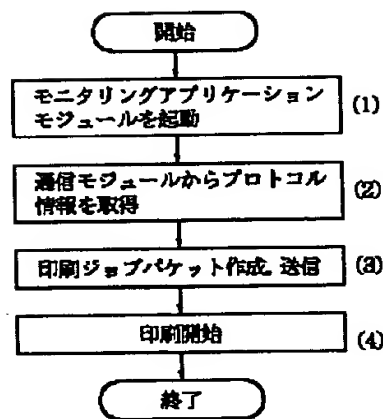 開始
モニタリングアプリケーション
モジュールを起動
(1)
通信モジュールからプロトコル
情報を取得
(2)
印刷ジョブパケット作成,送信
(3)
印刷開始
(4)
終了